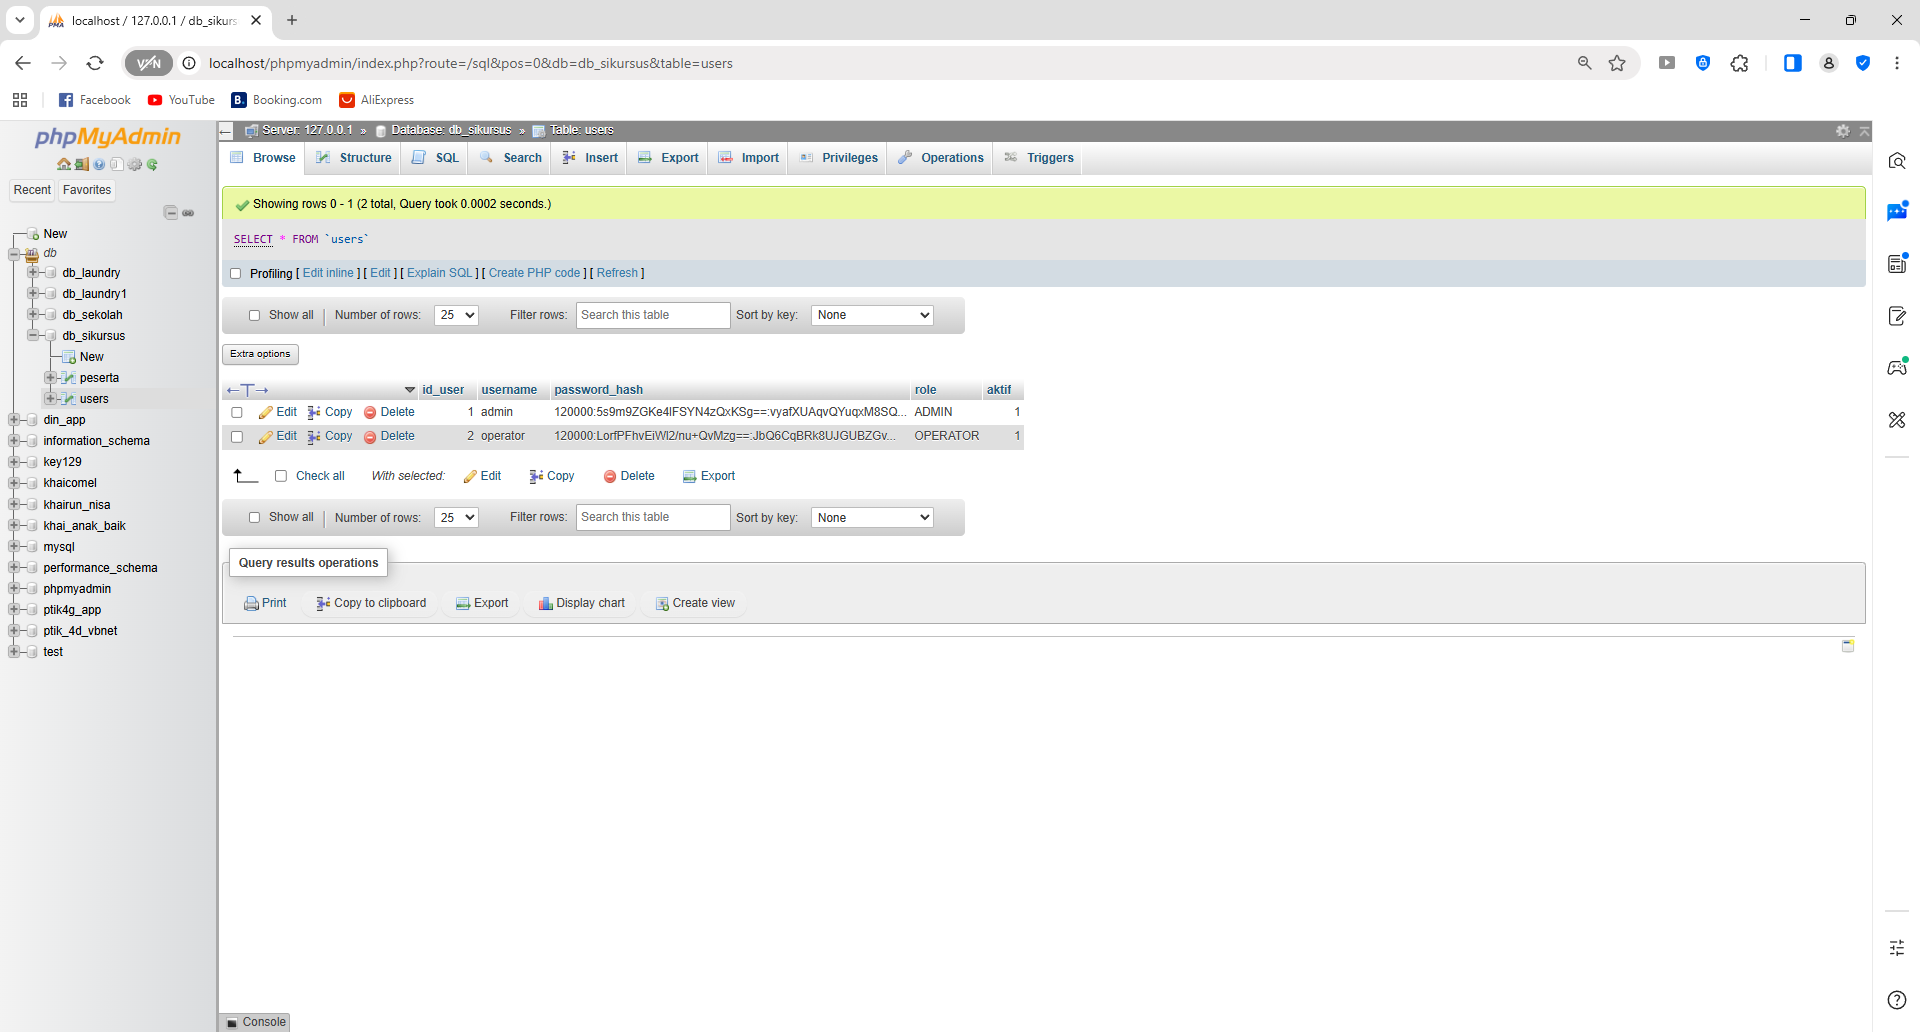 localhost / 127.0.0.1 / db_sikurs
VPN
localhost/phpmyadmin/index.php?route=/sql&pos=0&db=db_sikursus&table=users
Facebook YouTube Booking.com AliExpress
phpMyAdmin
Recent Favorites
New
db
db_laundry
db_laundry1
db_sekolah
db_sikursus
New
peserta
users
din_app
information_schema
key129
khaicomel
khairun_nisa
khai_anak_baik
mysql
performance_schema
phpmyadmin
ptik4g_app
ptik_4d_vbnet
test
Server: 127.0.0.1 » Database: db_sikursus » Table: users
Browse Structure SQL Search Insert Export Import Privileges Operations Triggers
Showing rows 0 - 1 (2 total, Query took 0.0002 seconds.)
SELECT * FROM `users`
Profiling [ Edit inline ] [ Edit ] [ Explain SQL ] [ Create PHP code ] [ Refresh ]
Show all | Number of rows: 25 Filter rows: Search this table Sort by key: None
Extra options
←T→ id_user username password_hash role aktif
Edit Copy Delete 1 admin 120000:5s9m9ZGKe4lFSYN4zQxKSg==:vyafXUAqvQYuqxM8SQ... ADMIN 1
Edit Copy Delete 2 operator 120000:LorfPFhvEiWl2/nu+QvMzg==:JbQ6CqBRk8UJGUBZGv... OPERATOR 1
Check all With selected: Edit Copy Delete Export
Show all | Number of rows: 25 Filter rows: Search this table Sort by key: None
Query results operations
Print Copy to clipboard Export Display chart Create view
Console